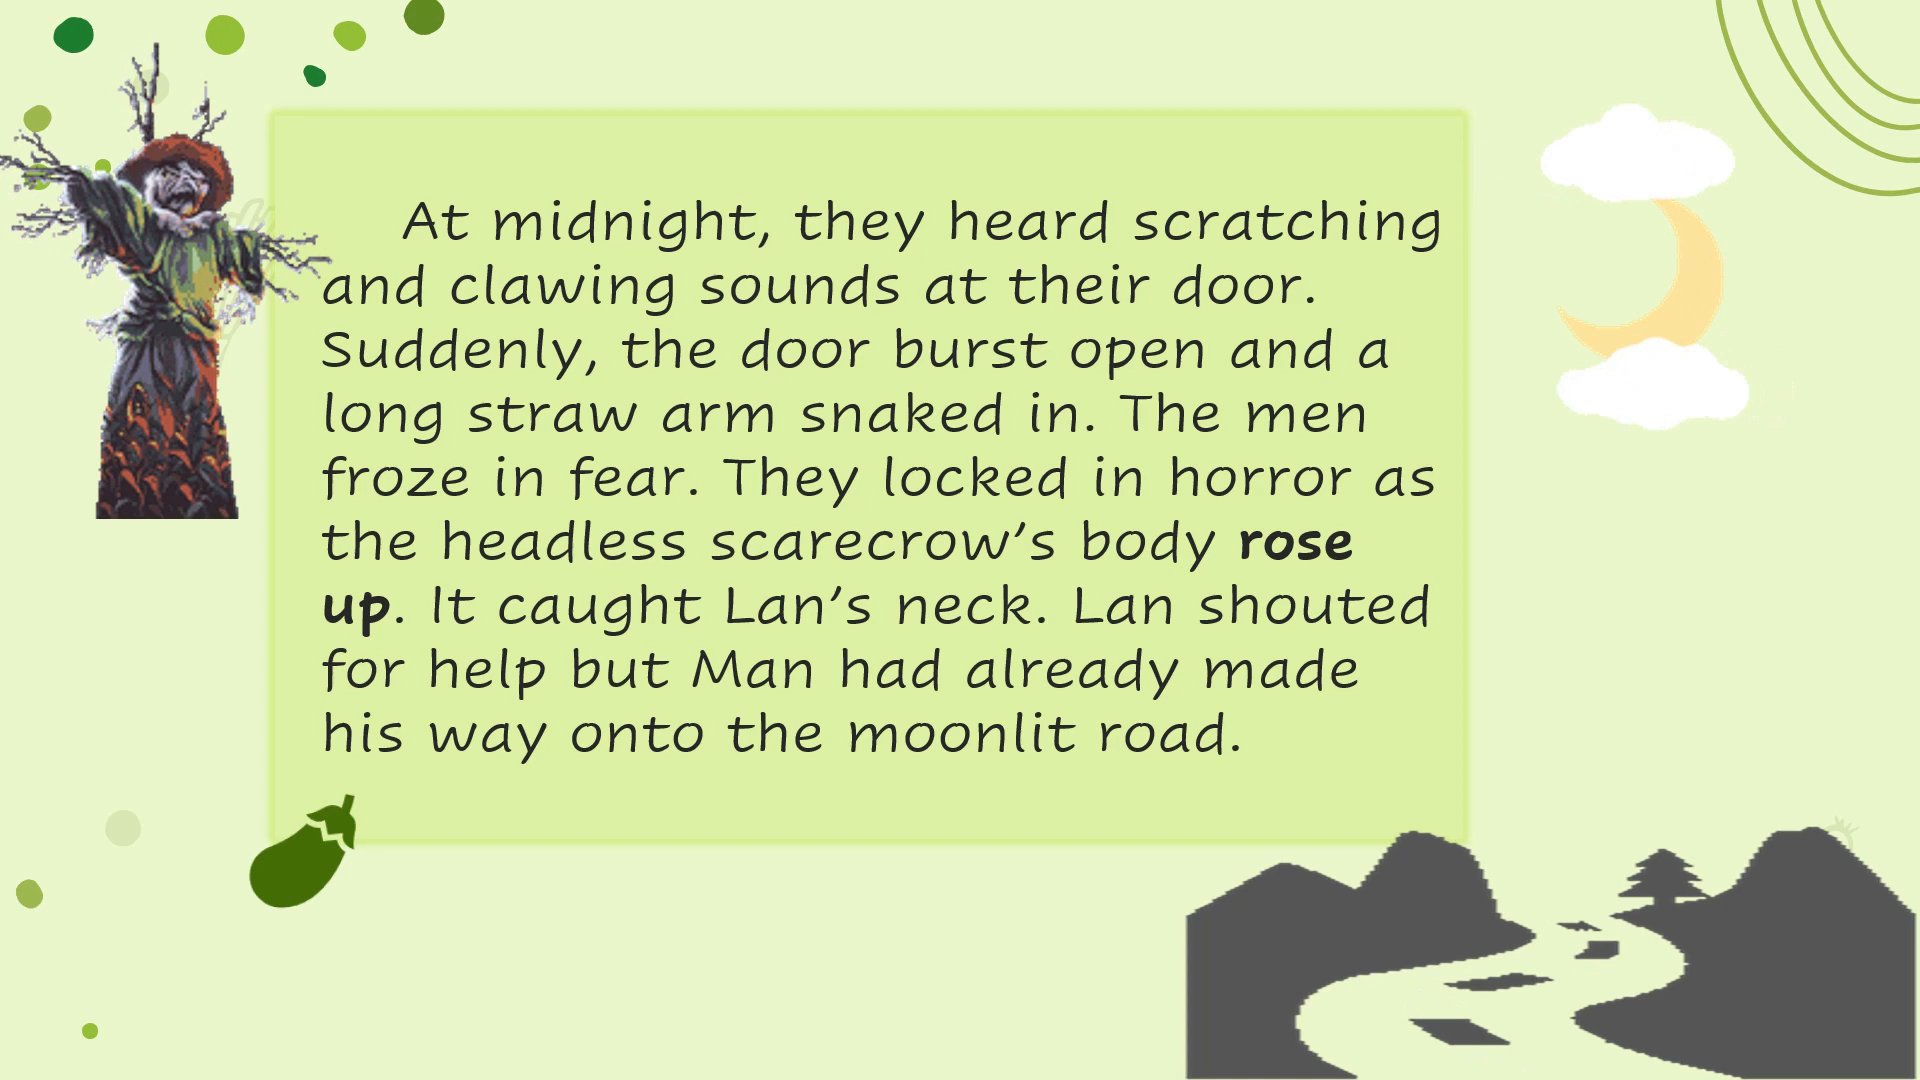 At midnight, they heard scratching
and clawing sounds at their door.
Suddenly, the door burst open and a
long straw arm snaked in. The men
froze in fear. They locked in horror as
the headless scarecrow’s body rose
up. It caught Lan’s neck. Lan shouted
for help but Man had already made
his way onto the moonlit road.